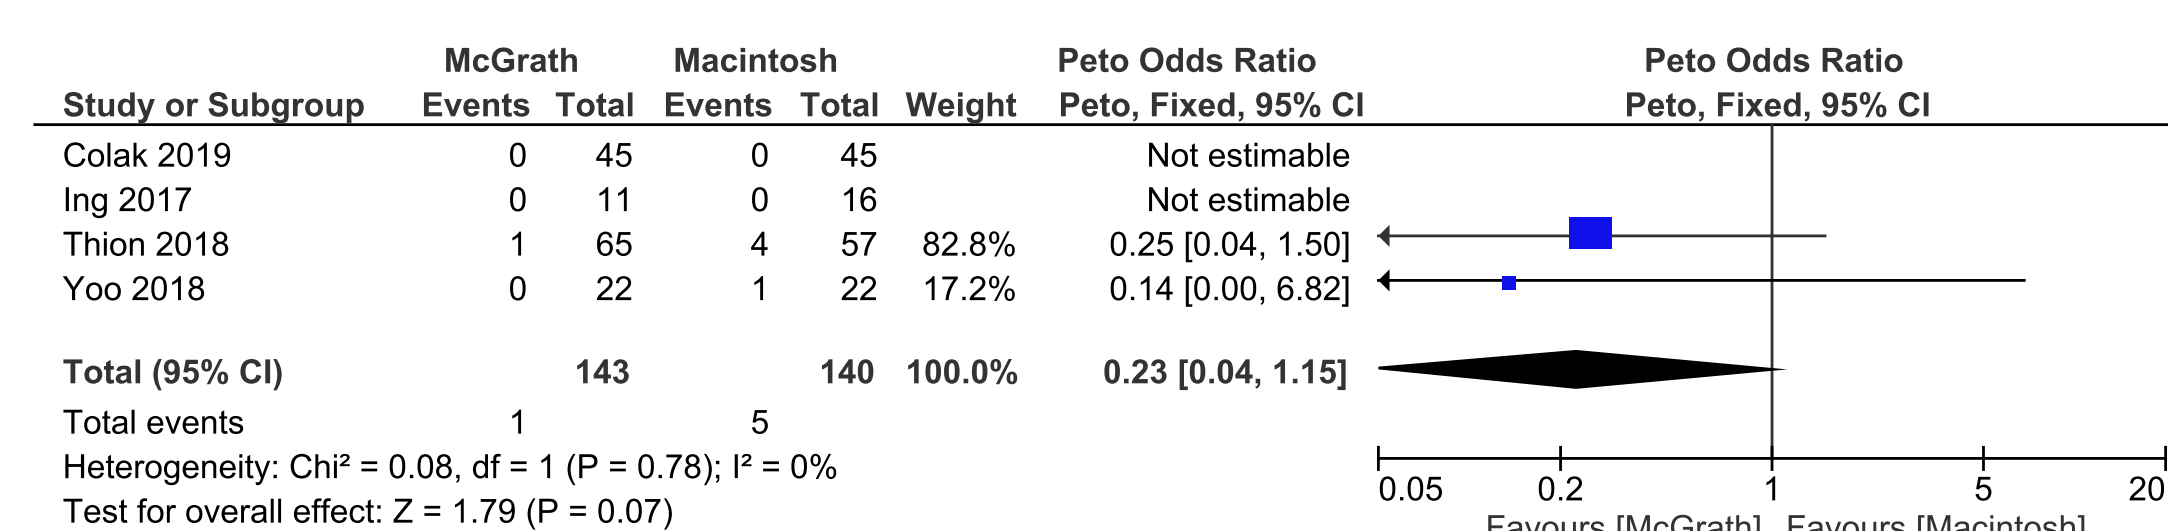 McGrath Macintosh Peto Odds Ratio Peto Odds Ratio
Study or Subgroup Events Total Events Total Weight Peto, Fixed, 95% CI Peto, Fixed, 95% CI
Colak 2019 0 45 0 45 Not estimable
Ing 2017 0 11 0 16 Not estimable
Thion 2018 1 65 4 57 82.8% 0.25 [0.04, 1.50]
Yoo 2018 0 22 1 22 17.2% 0.14 [0.00, 6.82]
Total (95% CI) 143 140 100.0% 0.23 [0.04, 1.15]
Total events 1 5
Heterogeneity: Chi² = 0.08, df = 1 (P = 0.78); I² = 0%
Test for overall effect: Z = 1.79 (P = 0.07)
0.05 0.2 1 5 20
Favours [McGrath] Favours [Macintosh]